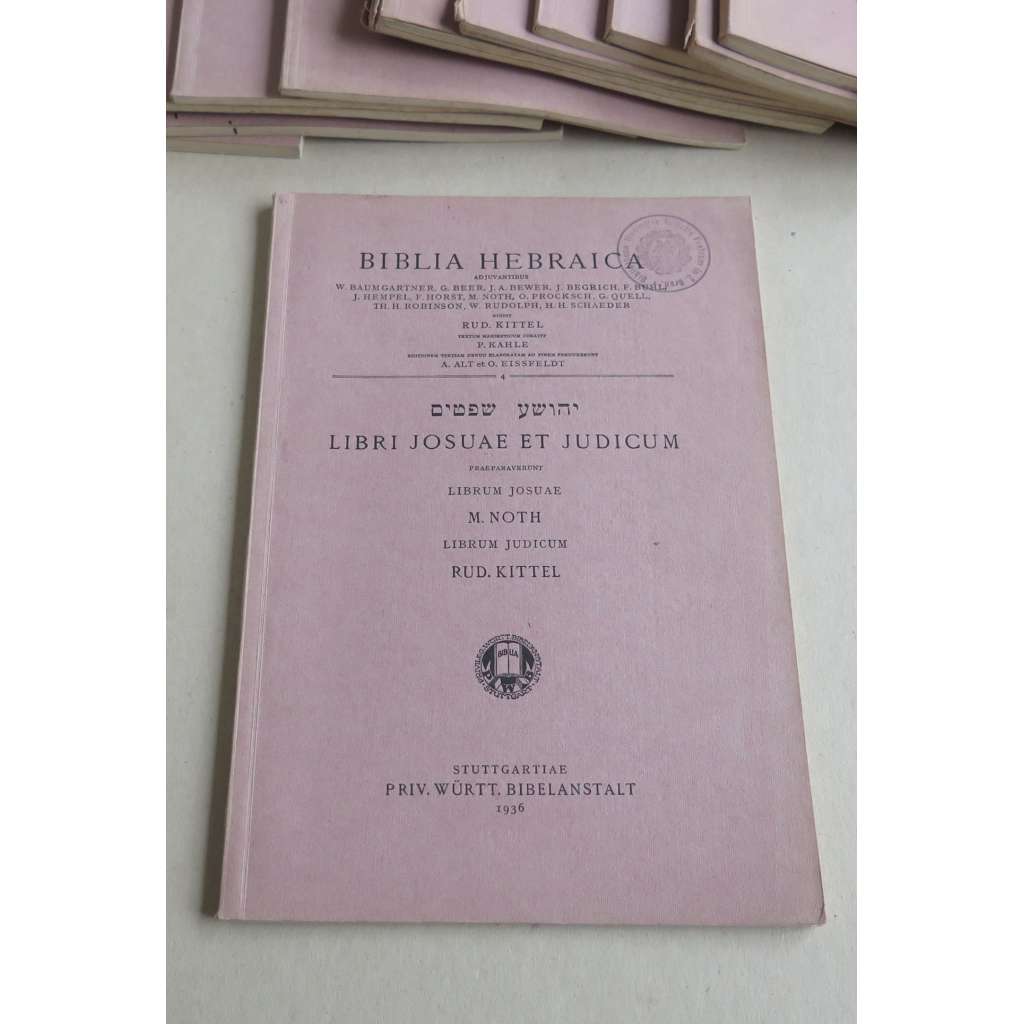 BIBLIA HEBRAICA
ADJUVANTIBUS
W. BAUMGARTNER, G. BEER, J. A. BEWER, J. BEGRICH, F. BUHL,
J. HEMPEL, F. HORST, M. NOTH, O. PROCKSCH, G. QUELL,
TH. H. ROBINSON, W. RUDOLPH, H. H. SCHAEDER
EDIDIT
RUD. KITTEL
TEXTUM MASORETICUM CURAVIT
P. KAHLE
EDITIONEM TERTIAM DENUO ELABORATAM AD FINEM PERDUXERUNT
A. ALT et O. EISSFELDT
4
יהושע שפטים
LIBRI JOSUAE ET JUDICUM
PRAEPARAVERUNT
LIBRUM JOSUAE
M. NOTH
LIBRUM JUDICUM
RUD. KITTEL
BIBLIA
P W B
STUTTGARTIAE
PRIV. WÜRTT. BIBELANSTALT
1936